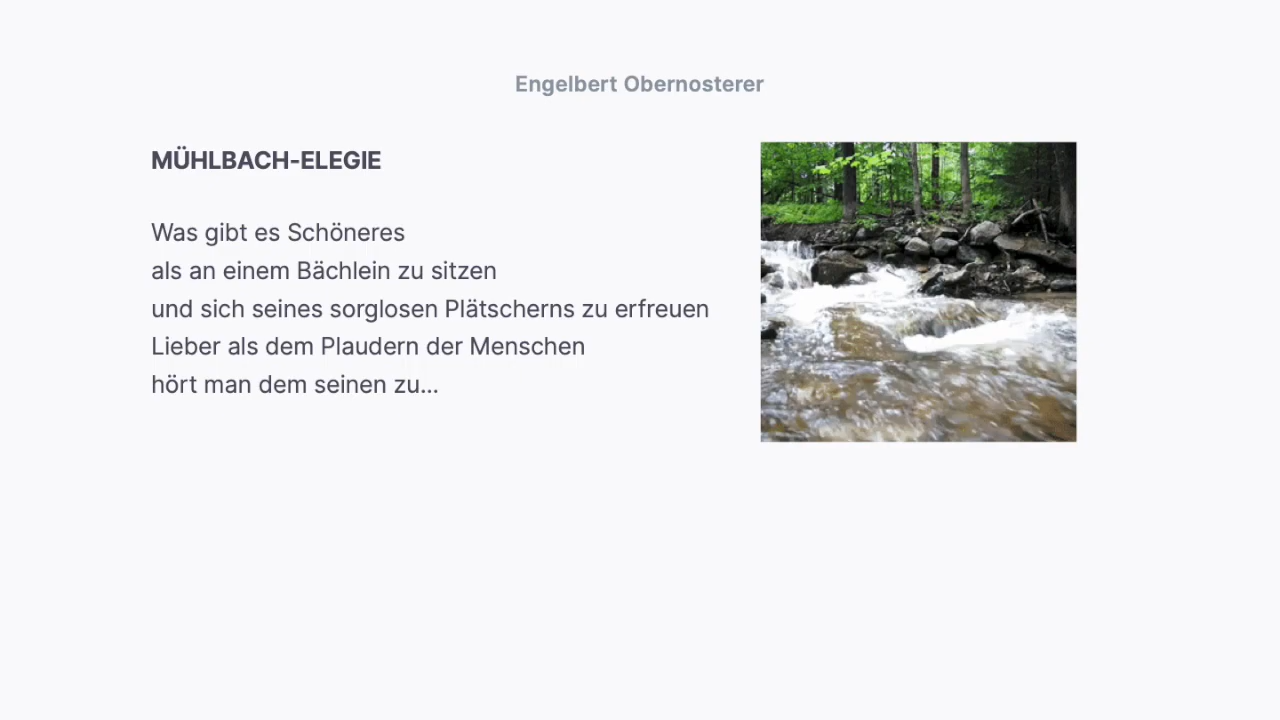 Engelbert Obernosterer
MÜHLBACH-ELEGIE
Was gibt es Schöneres
als an einem Bächlein zu sitzen
und sich seines sorglosen Plätscherns zu erfreuen
Lieber als dem Plaudern der Menschen
hört man dem seinen zu...